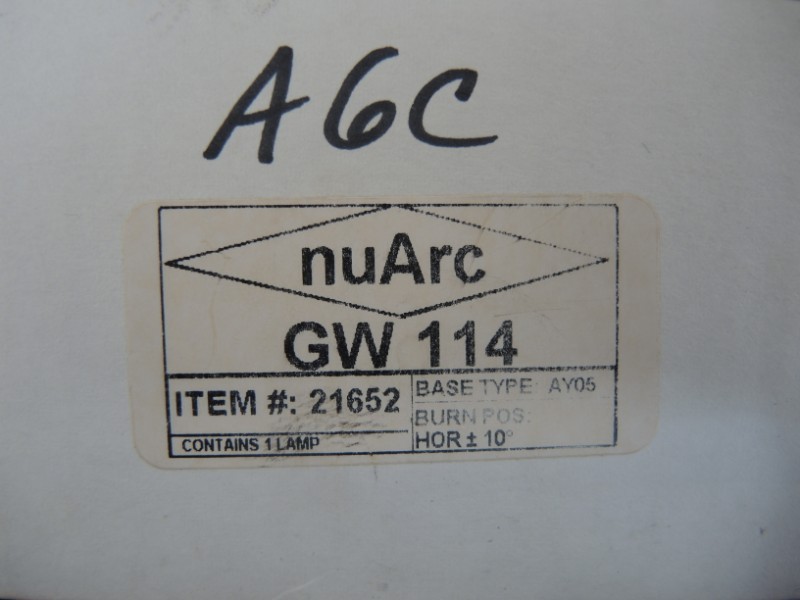 A6C
nuArc
GW 114
ITEM #: 21652
CONTAINS 1 LAMP
BASE TYPE: AY05
BURN POS:
HOR ± 10°